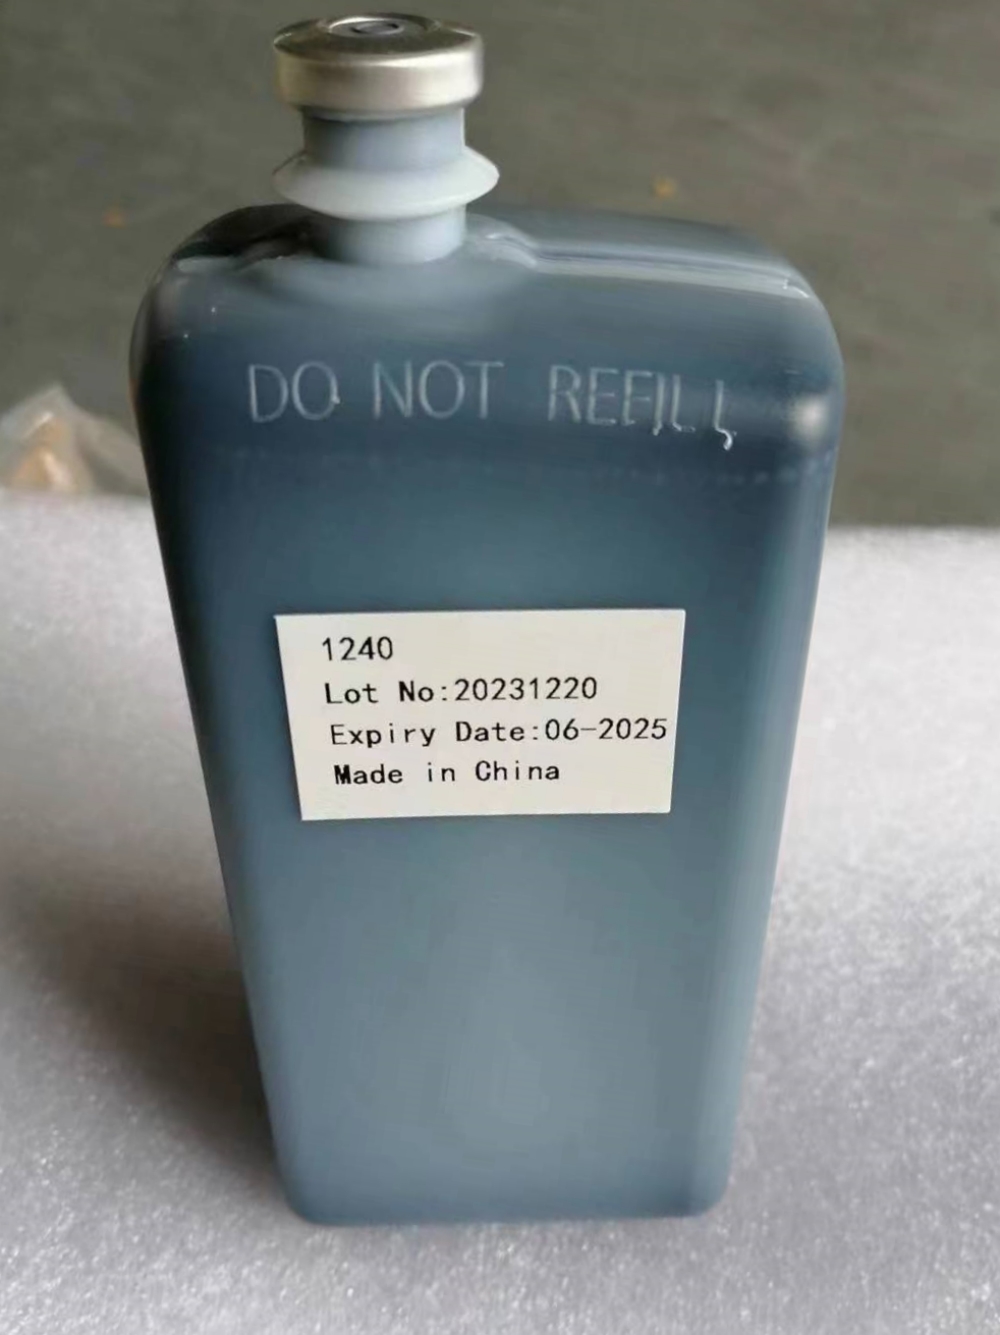 DO NOT REFILL
1240
Lot No:20231220
Expiry Date:06-2025
Made in China